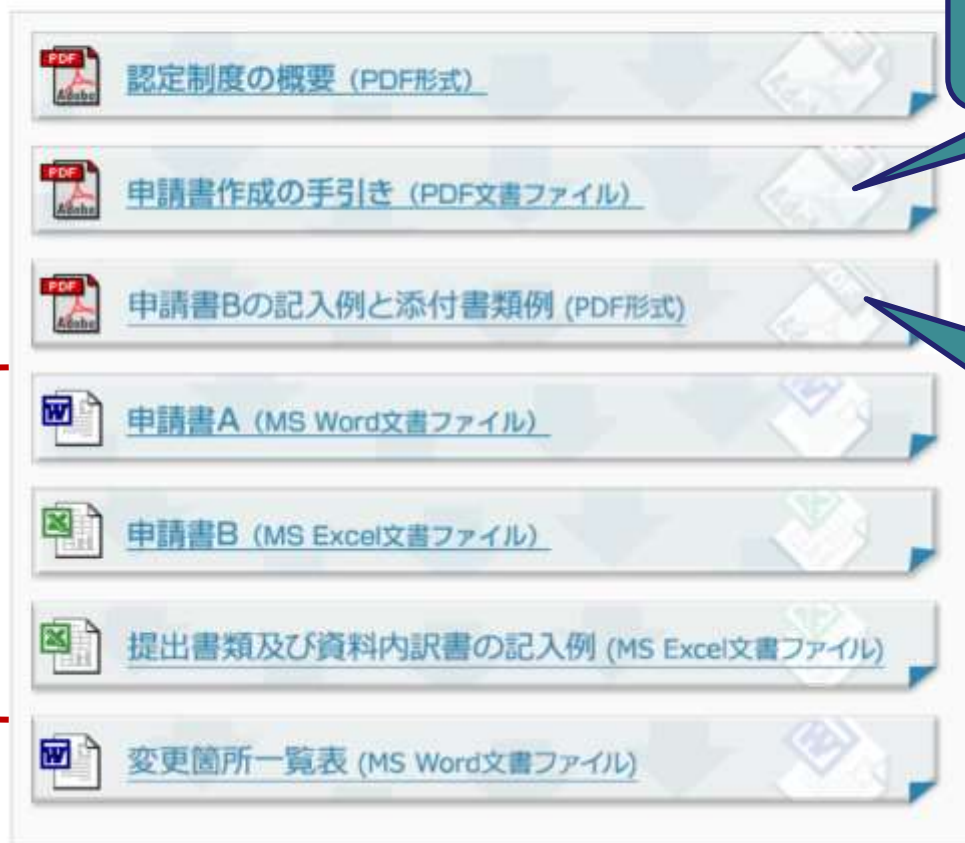 PDF
Adobe
認定制度の概要 (PDF形式)
PDF
Adobe
申請書作成の手引き (PDF文書ファイル)
PDF
Adobe
申請書Bの記入例と添付書類例 (PDF形式)
W
申請書A (MS Word文書ファイル)
申請書B (MS Excel文書ファイル)
提出書類及び資料内訳書の記入例 (MS Excel文書ファイル)
W
変更箇所一覧表 (MS Word文書ファイル)